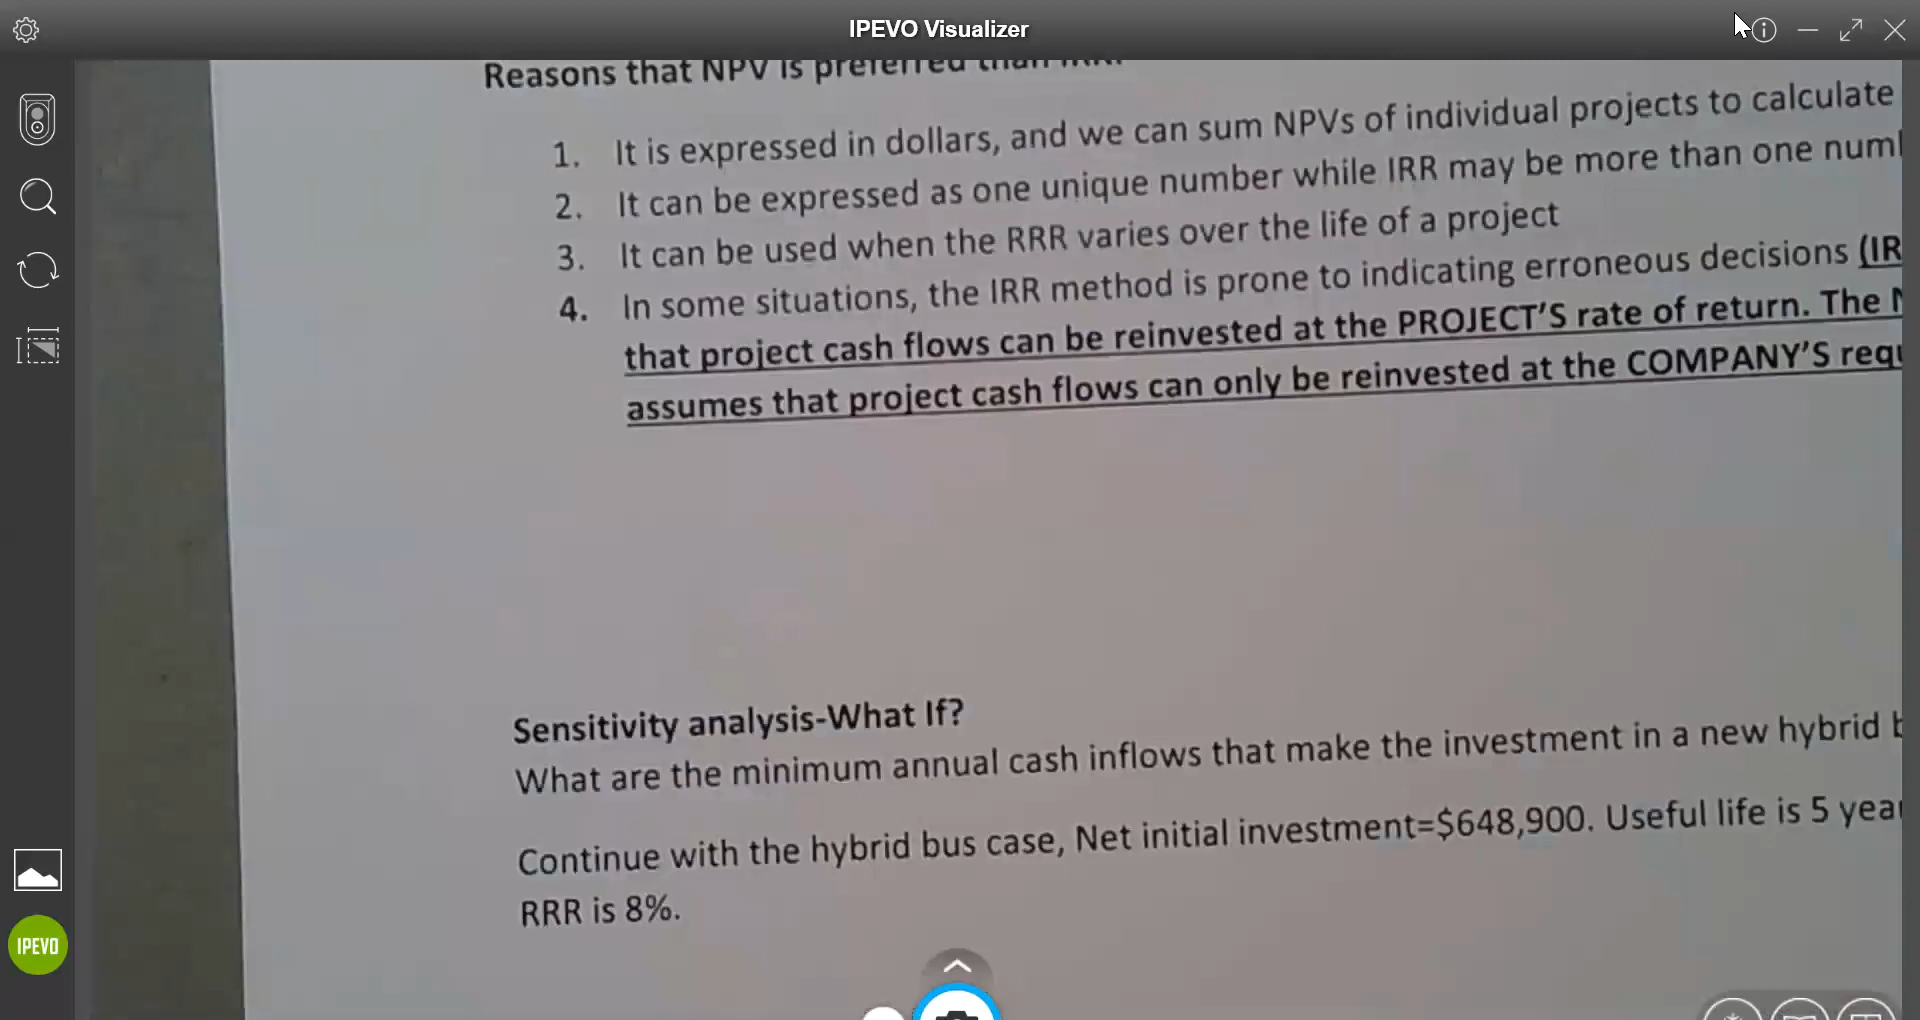 IPEVO Visualizer
Reasons that NPV is preferred than IRR:
1. It is expressed in dollars, and we can sum NPVs of individual projects to calculate
2. It can be expressed as one unique number while IRR may be more than one
3. It can be used when the RRR varies over the life of a project
4. In some situations, the IRR method is prone to indicating erroneous decisions
that project cash flows can be reinvested at the PROJECT'S rate of return. The
assumes that project cash flows can only be reinvested at the COMPANY'S
Sensitivity analysis-What If?
What are the minimum annual cash inflows that make the investment in a new hybrid
Continue with the hybrid bus case, Net initial investment=$648,900. Useful life is 5
RRR is 8%.
IPEVO